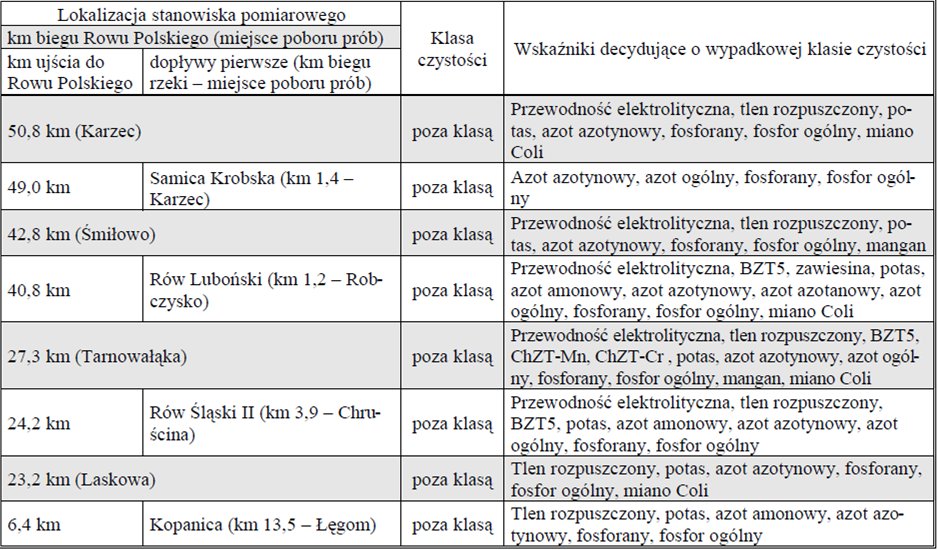 Lokalizacja stanowiska pomiarowego
km biegu Rowu Polskiego (miejsce poboru prób)
km ujścia do
Rowu Polskiego
dopływy pierwsze (km biegu
rzeki – miejsce poboru prób)
Klasa
czystości
Wskaźniki decydujące o wypadkowej klasie czystości
50,8 km (Karzec)
poza klasą
Przewodność elektrolityczna, tlen rozpuszczony, po-
tas, azot azotynowy, fosforany, fosfor ogólny, miano
Coli
49,0 km
Samica Krobska (km 1,4 –
Karzec)
poza klasą
Azot azotynowy, azot ogólny, fosforany, fosfor ogól-
ny
42,8 km (Śmiłowo)
poza klasą
Przewodność elektrolityczna, tlen rozpuszczony, po-
tas, azot azotynowy, fosforany, fosfor ogólny, mangan
40,8 km
Rów Luboński (km 1,2 – Rob-
czysko)
poza klasą
Przewodność elektrolityczna, BZT5, zawiesina, potas,
azot amonowy, azot azotynowy, azot azotanowy, azot
ogólny, fosforany, fosfor ogólny, miano Coli
27,3 km (Tarnowałąka)
poza klasą
Przewodność elektrolityczna, tlen rozpuszczony, BZT5,
ChZT-Mn, ChZT-Cr , potas, azot azotynowy, azot ogól-
ny, fosforany, fosfor ogólny, mangan, miano Coli
24,2 km
Rów Śląski II (km 3,9 – Chru-
ścina)
poza klasą
Przewodność elektrolityczna, tlen rozpuszczony,
BZT5, potas, azot amonowy, azot azotynowy, azot
ogólny, fosforany, fosfor ogólny
23,2 km (Laskowa)
poza klasą
Tlen rozpuszczony, potas, azot azotynowy, fosforany,
fosfor ogólny, miano Coli
6,4 km
Kopanica (km 13,5 – Łęgom)
poza klasą
Tlen rozpuszczony, potas, azot amonowy, azot azo-
tynowy, fosforany, fosfor ogólny